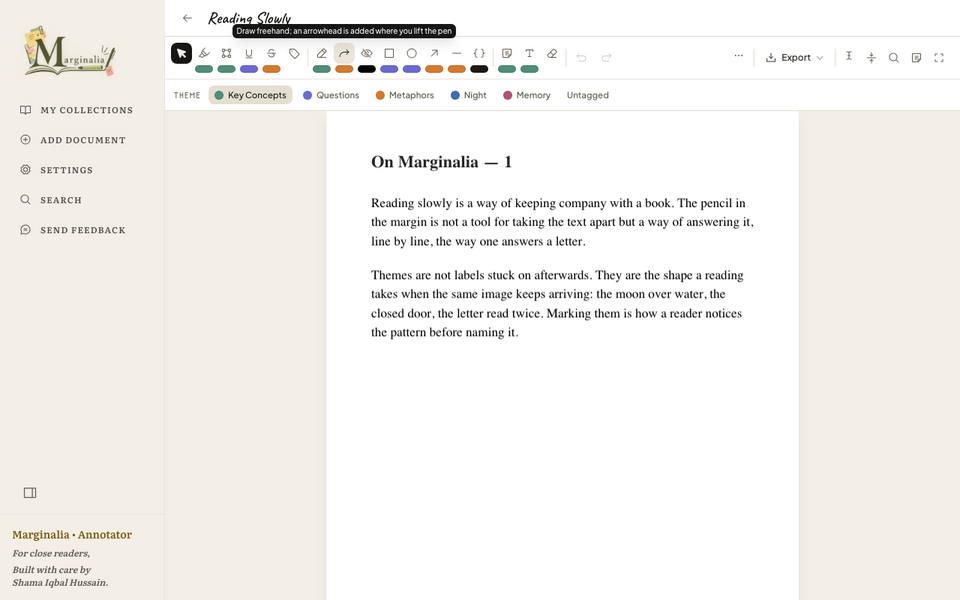 Marginalia
MY COLLECTIONS
ADD DOCUMENT
SETTINGS
SEARCH
SEND FEEDBACK
Marginalia • Annotator
For close readers,
Built with care by
Shama Iqbal Hussain.
Reading Slowly
Draw freehand; an arrowhead is added where you lift the pen
Export
THEME Key Concepts Questions Metaphors Night Memory Untagged
On Marginalia — 1
Reading slowly is a way of keeping company with a book. The pencil in
the margin is not a tool for taking the text apart but a way of answering it,
line by line, the way one answers a letter.
Themes are not labels stuck on afterwards. They are the shape a reading
takes when the same image keeps arriving: the moon over water, the
closed door, the letter read twice. Marking them is how a reader notices
the pattern before naming it.